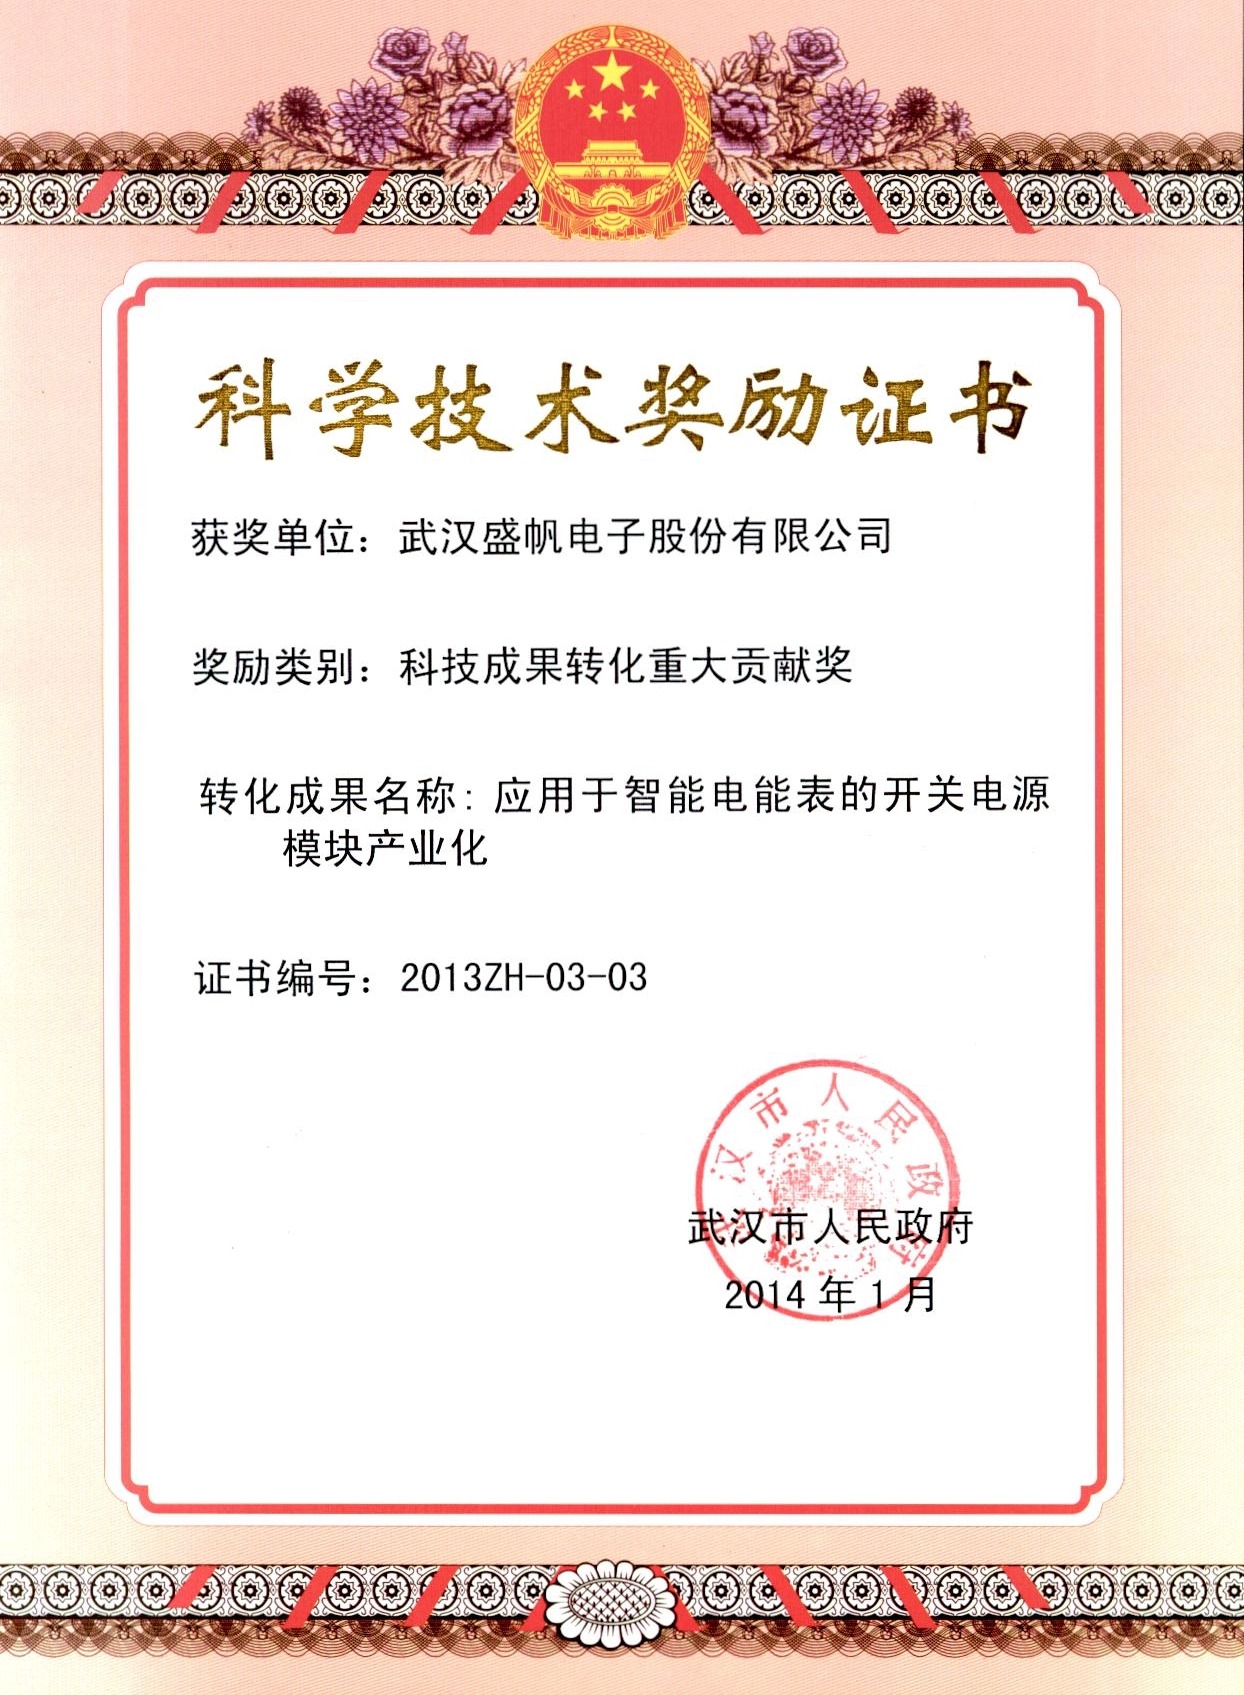 科学技术奖励证书
获奖单位：武汉盛帆电子股份有限公司
奖励类别：科技成果转化重大贡献奖
转化成果名称：应用于智能电能表的开关电源
模块产业化
证书编号：2013ZH-03-03
武汉市人民政府
武汉市人民政府
2014 年 1 月